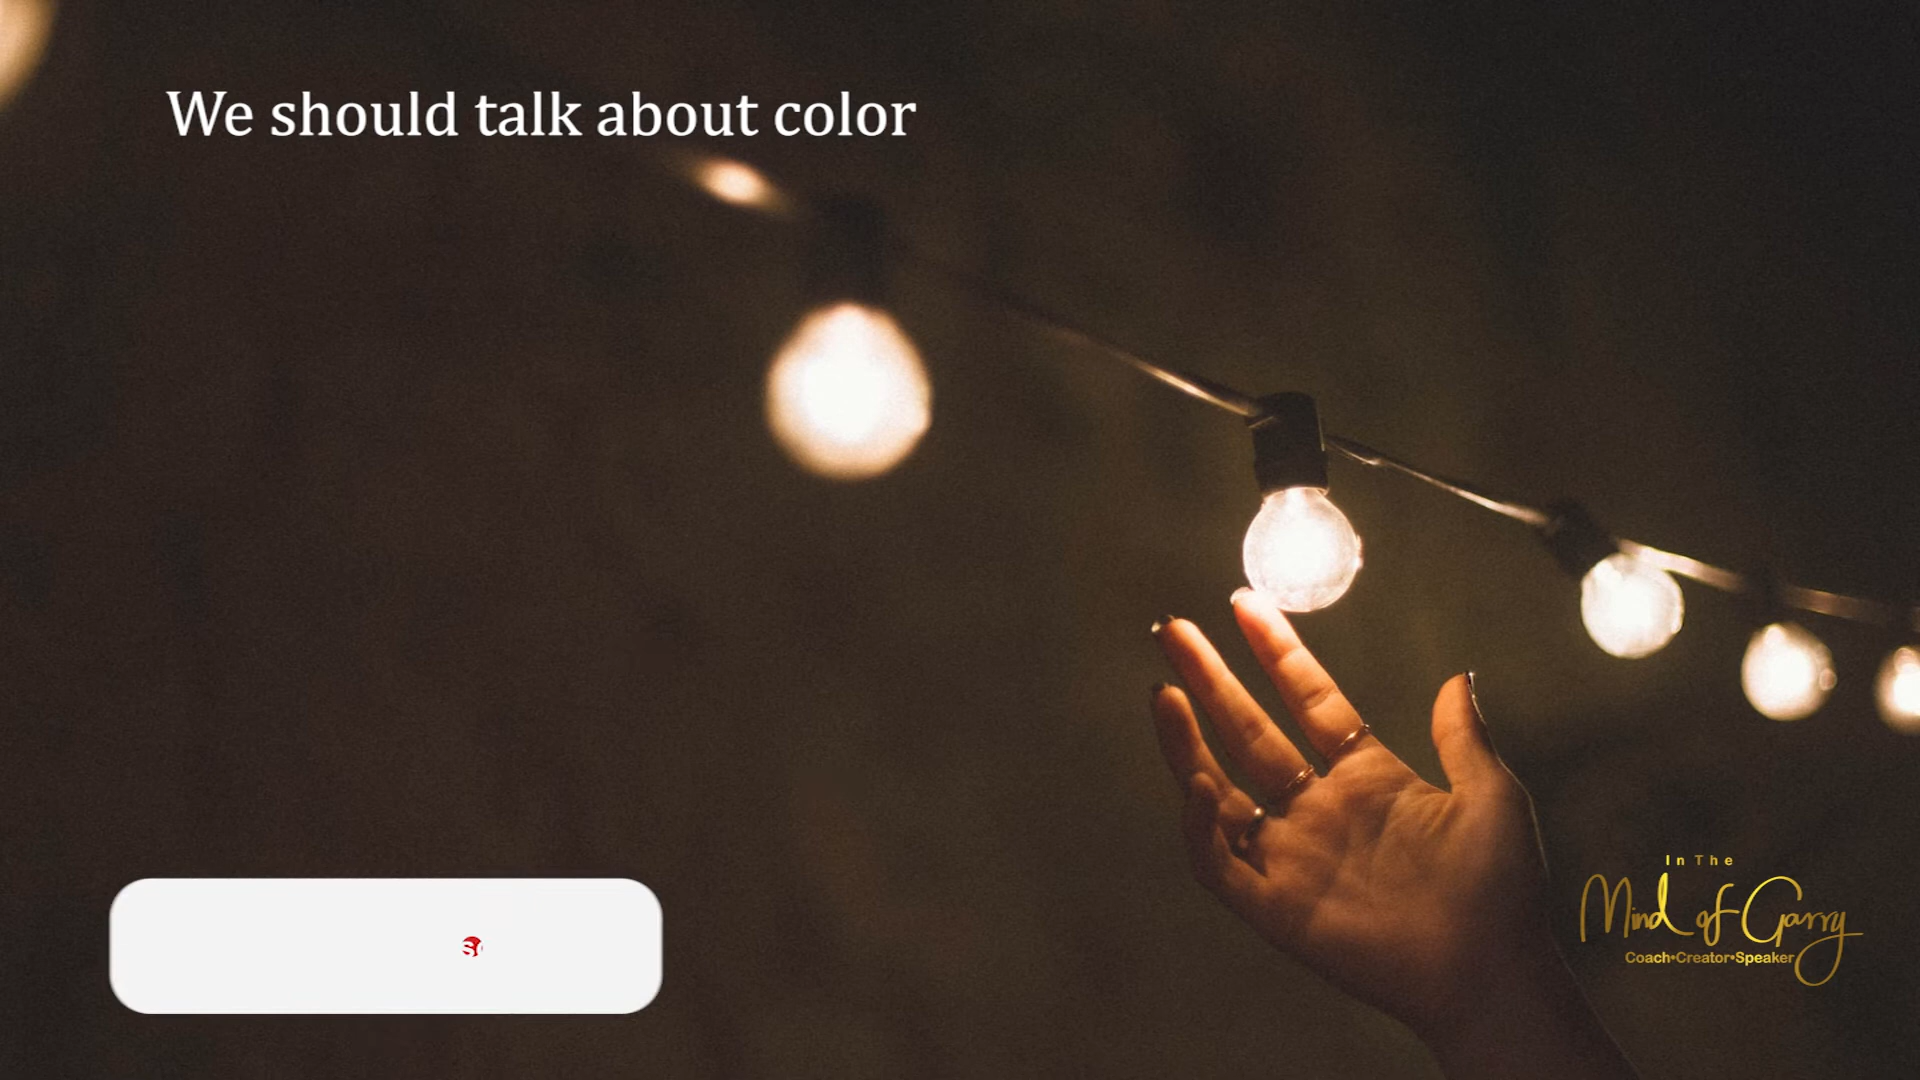 We should talk about color
In The
Mind of Garry
Coach•Creator•Speaker